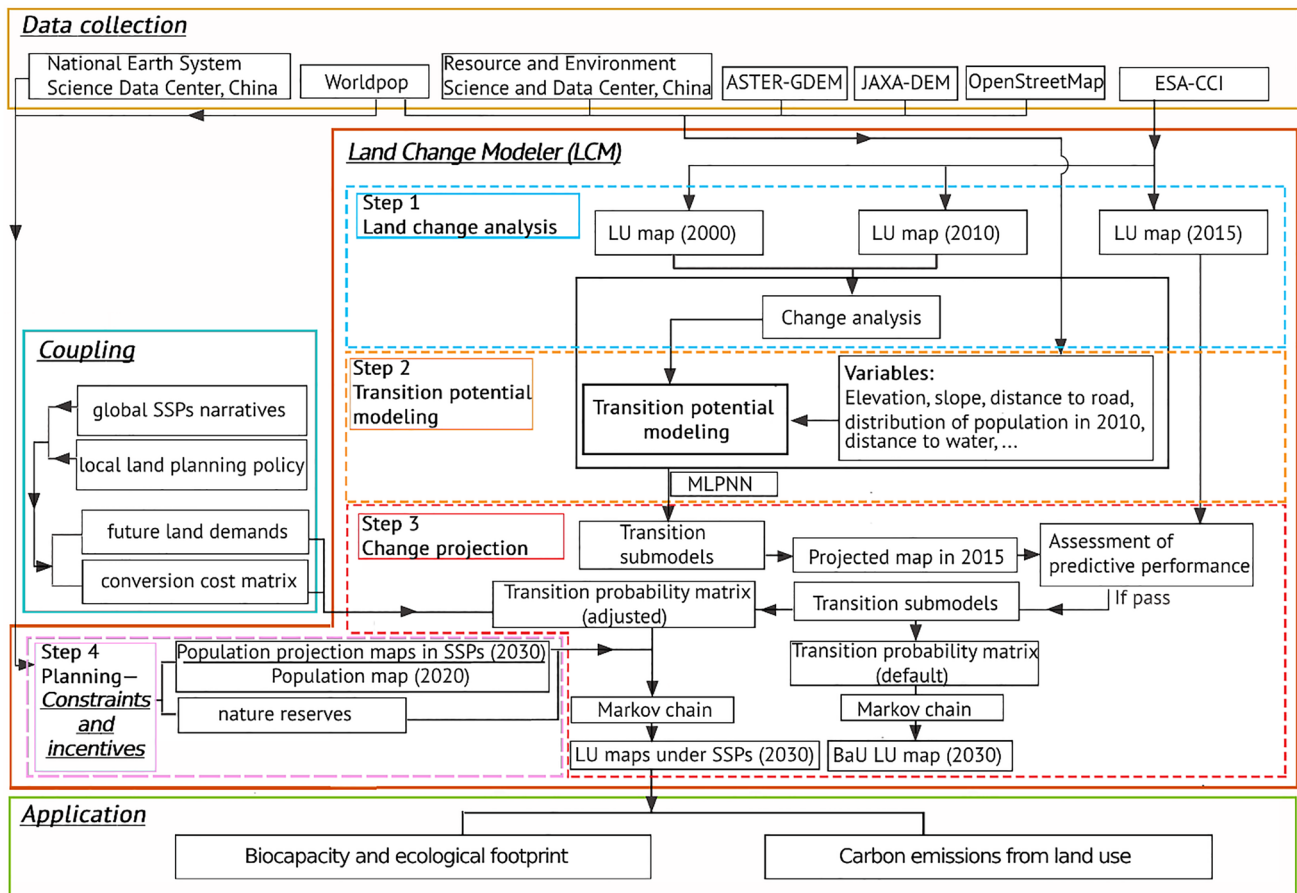 Data collection
National Earth System
Science Data Center, China
Worldpop
Resource and Environment
Science and Data Center, China
ASTER-GDEM
JAXA-DEM
OpenStreetMap
ESA-CCI
Land Change Modeler (LCM)
Step 1
Land change analysis
LU map (2000)
LU map (2010)
LU map (2015)
Change analysis
Coupling
global SSPs narratives
local land planning policy
future land demands
conversion cost matrix
Step 2
Transition potential
modeling
Transition potential
modeling
Variables:
Elevation, slope, distance to road,
distribution of population in 2010,
distance to water, ...
MLPNN
Step 3
Change projection
Transition
submodels
Projected map in 2015
Assessment of
predictive performance
If pass
Transition probability matrix
(adjusted)
Transition submodels
Transition probability matrix
(default)
Step 4
Planning—
Constraints
and
incentives
Population projection maps in SSPs (2030)
Population map (2020)
nature reserves
Markov chain
Markov chain
LU maps under SSPs (2030)
BaU LU map (2030)
Application
Biocapacity and ecological footprint
Carbon emissions from land use